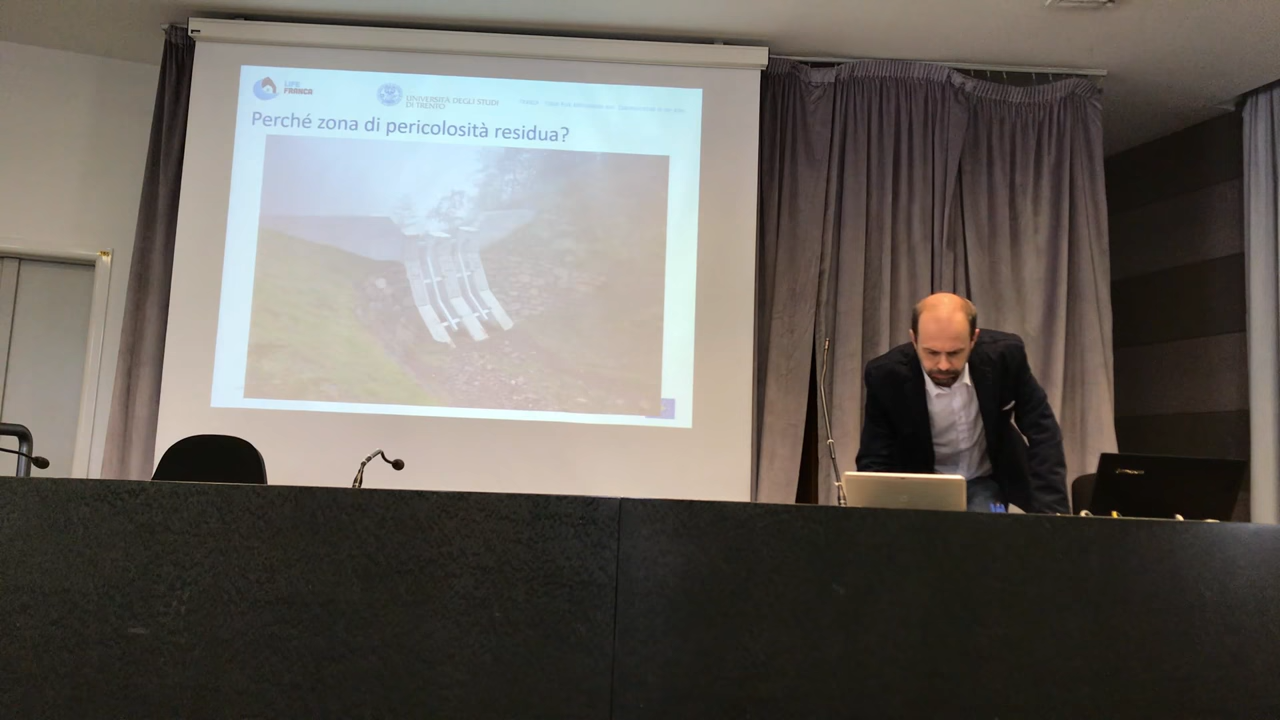 LIFE
FRANCA
UNIVERSITÀ DEGLI STUDI
DI TRENTO
Perché zona di pericolosità residua?